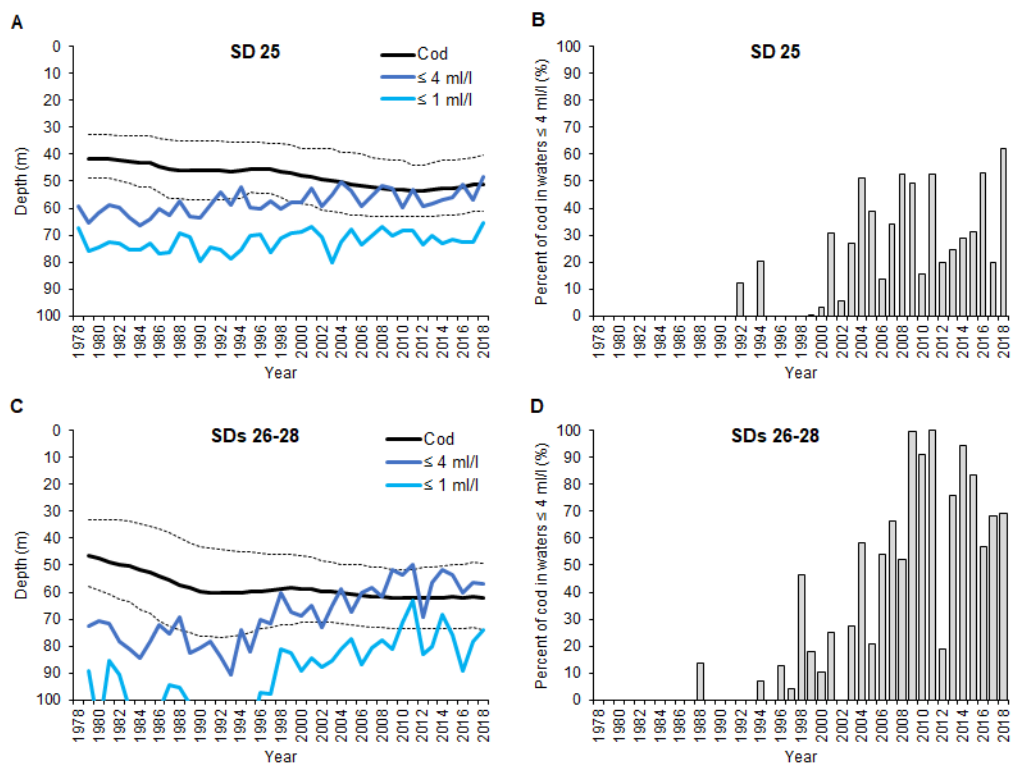 A
SD 25
Cod
≤ 4 ml/l
≤ 1 ml/l
Depth (m)
0
10
20
30
40
50
60
70
80
90
100
1978 1980 1982 1984 1986 1988 1990 1992 1994 1996 1998 2000 2002 2004 2006 2008 2010 2012 2014 2016 2018
Year
B
SD 25
Percent of cod in waters ≤ 4 ml/l (%)
100
90
80
70
60
50
40
30
20
10
0
1978 1980 1982 1984 1986 1988 1990 1992 1994 1996 1998 2000 2002 2004 2006 2008 2010 2012 2014 2016 2018
Year
C
SDs 26-28
Cod
≤ 4 ml/l
≤ 1 ml/l
Depth (m)
0
10
20
30
40
50
60
70
80
90
100
1978 1980 1982 1984 1986 1988 1990 1992 1994 1996 1998 2000 2002 2004 2006 2008 2010 2012 2014 2016 2018
Year
D
SDs 26-28
Percent of cod in waters ≤ 4 ml/l (%)
100
90
80
70
60
50
40
30
20
10
0
1978 1980 1982 1984 1986 1988 1990 1992 1994 1996 1998 2000 2002 2004 2006 2008 2010 2012 2014 2016 2018
Year